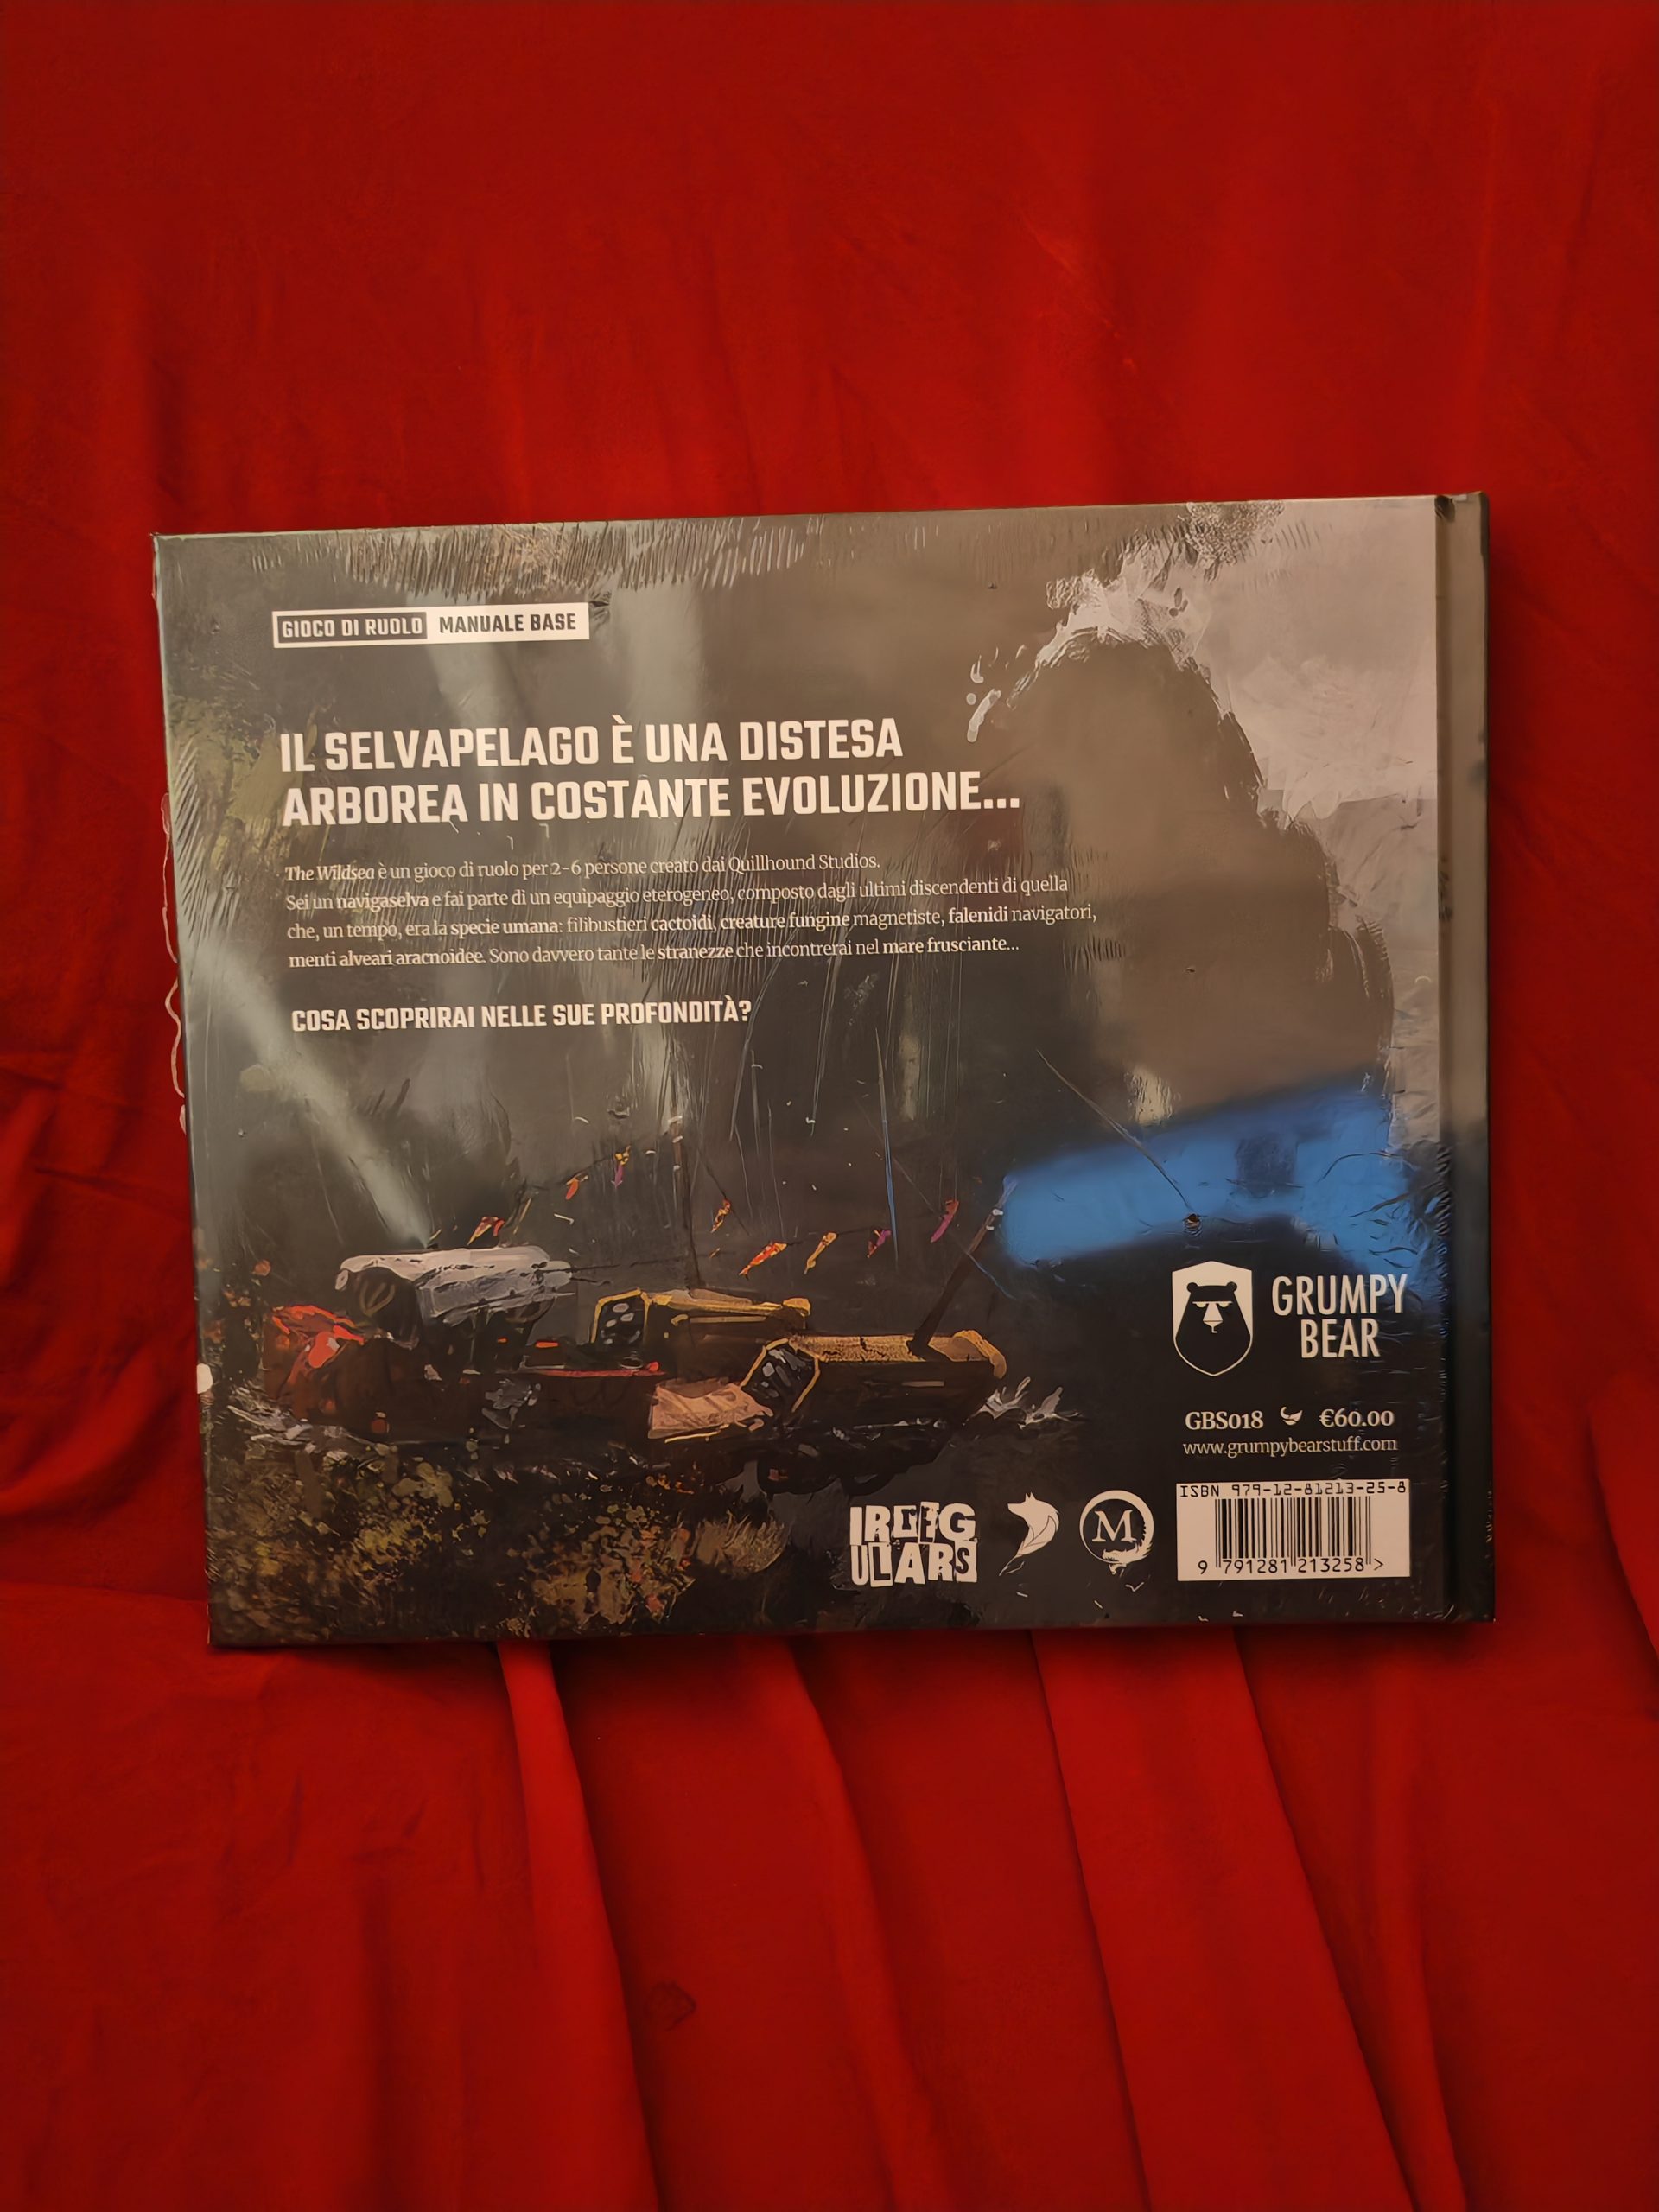 GIOCO DI RUOLO MANUALE BASE
IL SELVAPELAGO È UNA DISTESA
ARBOREA IN COSTANTE EVOLUZIONE...
The Wildsea è un gioco di ruolo per 2-6 persone creato dai Quillhound Studios.
Sei un navigaselva e fai parte di un equipaggio eterogeneo, composto dagli ultimi discendenti di quella
che, un tempo, era la specie umana: filibustieri cactoidi, creature fungine magnetiste, falenidi navigatori,
menti alveari aracnoidee. Sono davvero tante le stranezze che incontrerai nel mare frusciante...
COSA SCOPRIRAI NELLE SUE PROFONDITÀ?
GRUMPY
BEAR
GBS018 €60.00
www.grumpybearstuff.com
IRREG
ULARS
M
ISBN 979-12-81213-25-8
9 791281 213258 >